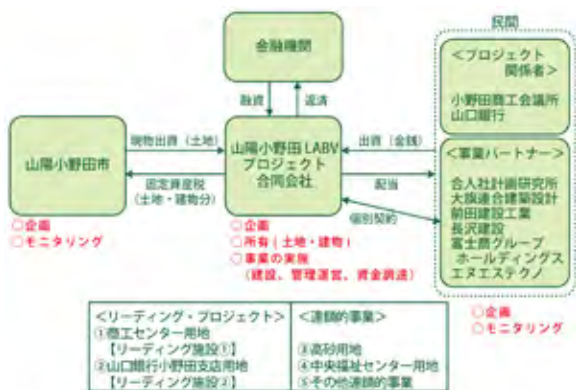 民間
金融機関
<プロジェクト
関係者>
小野田商工会議所
山口銀行
融資
返済
山陽小野田市
現物出資（土地）
固定資産税
（土地・建物分）
山陽小野田 LABV
プロジェクト
合同会社
出資（金銭）
配当
個別契約
<事業パートナー>
合人社計画研究所
大旗連合建築設計
前田建設工業
長沢建設
富士商グループ
ホールディングス
エヌエステクノ
○企画
○モニタリング
○企画
○所有（土地・建物）
○事業の実施
（建設、管理運営、資金調達）
○企画
○モニタリング
<リーディング・プロジェクト>
①商工センター用地
【リーディング施設①】
②山口銀行小野田支店用地
【リーディング施設②】
<連鎖的事業>
③高砂用地
④中央福祉センター用地
⑤その他連鎖的事業